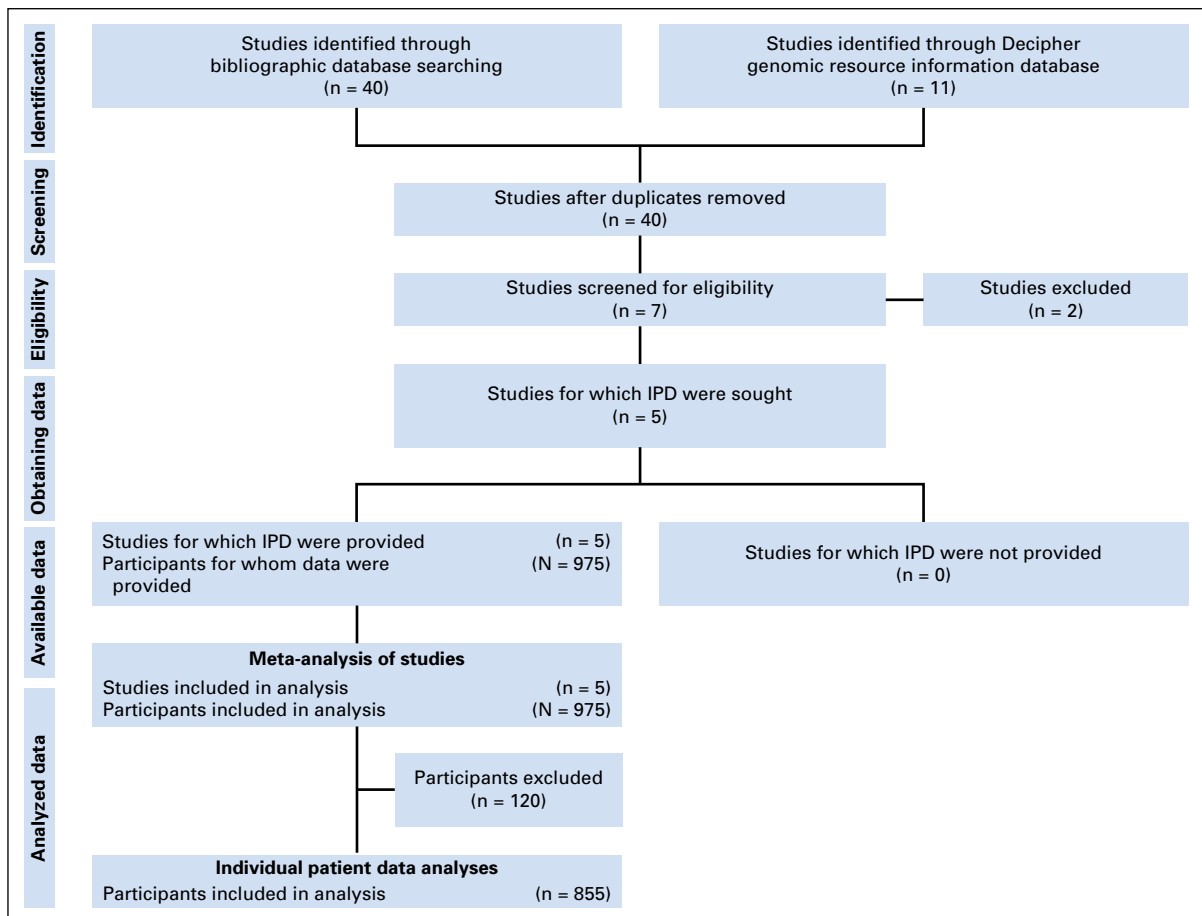 Identification
Studies identified through
bibliographic database searching
(n = 40)
Studies identified through Decipher
genomic resource information database
(n = 11)
Screening
Studies after duplicates removed
(n = 40)
Eligibility
Studies screened for eligibility
(n = 7)
Studies excluded
(n = 2)
Obtaining data
Studies for which IPD were sought
(n = 5)
Available data
Studies for which IPD were provided (n = 5)
Participants for whom data were (N = 975)
provided
Studies for which IPD were not provided
(n = 0)
Meta-analysis of studies
Studies included in analysis (n = 5)
Participants included in analysis (N = 975)
Analyzed data
Participants excluded
(n = 120)
Individual patient data analyses
Participants included in analysis (n = 855)